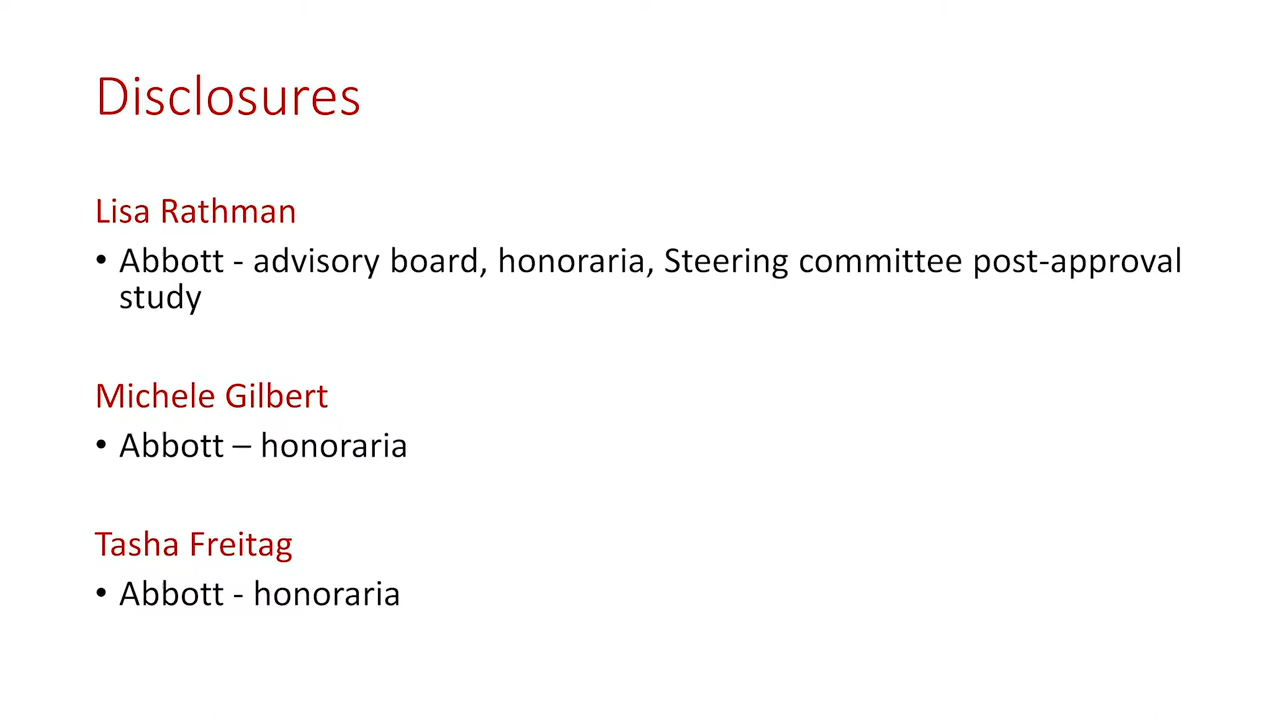 Disclosures
Lisa Rathman
• Abbott - advisory board, honoraria, Steering committee post-approval
study
Michele Gilbert
• Abbott – honoraria
Tasha Freitag
• Abbott - honoraria